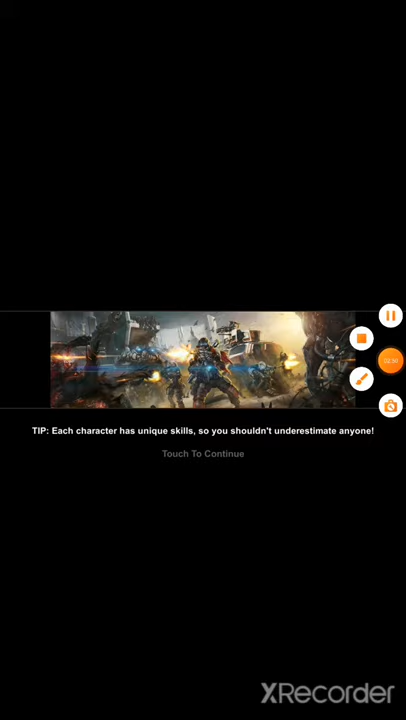 TIP: Each character has unique skills, so you shouldn't underestimate anyone!
Touch To Continue
XRecorder